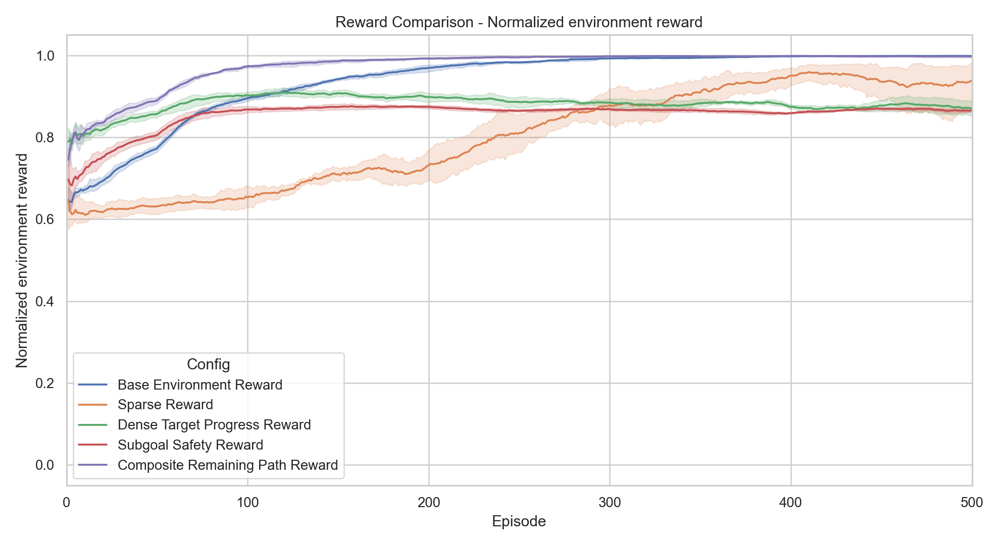 Reward Comparison - Normalized environment reward
Normalized environment reward
1.0
0.8
0.6
0.4
0.2
0.0
Config
Base Environment Reward
Sparse Reward
Dense Target Progress Reward
Subgoal Safety Reward
Composite Remaining Path Reward
0 100 200 300 400 500
Episode